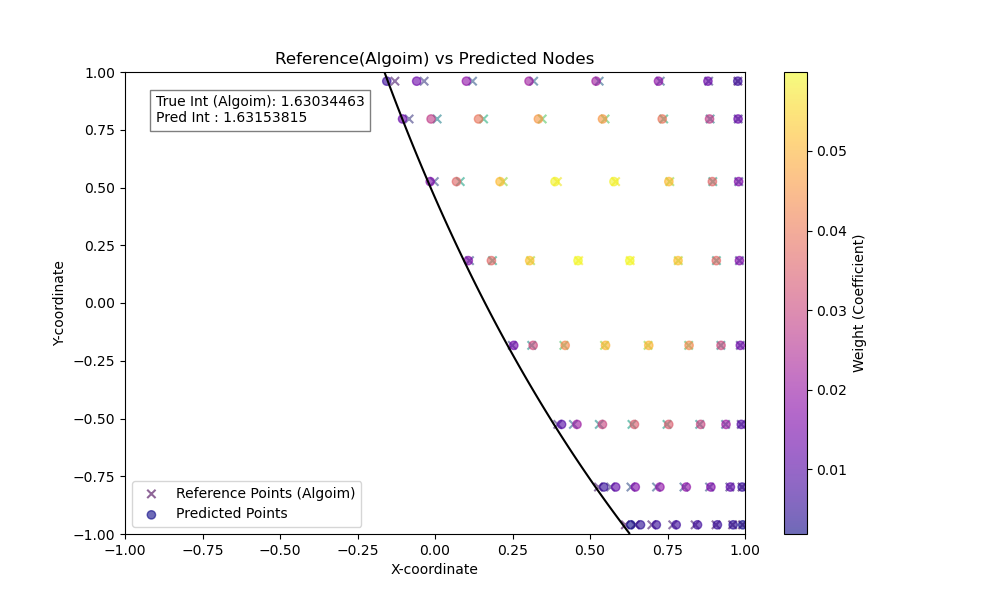 Reference(Algoim) vs Predicted Nodes
True Int (Algoim): 1.63034463
Pred Int : 1.63153815
Y-coordinate
1.00
0.75
0.50
0.25
0.00
−0.25
−0.50
−0.75
−1.00
Reference Points (Algoim)
Predicted Points
−1.00 −0.75 −0.50 −0.25 0.00 0.25 0.50 0.75 1.00
X-coordinate
0.05
0.04
0.03
0.02
0.01
Weight (Coefficient)